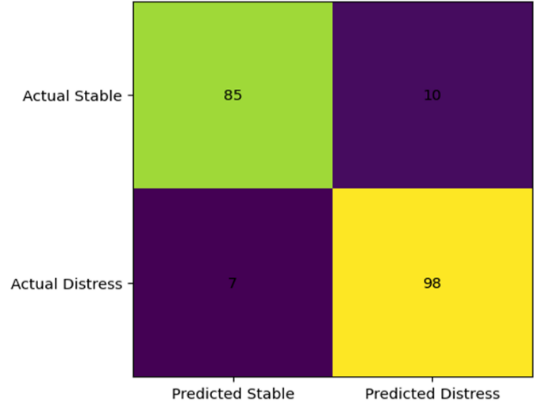 Actual Stable 85 10
Actual Distress 7 98
Predicted Stable Predicted Distress